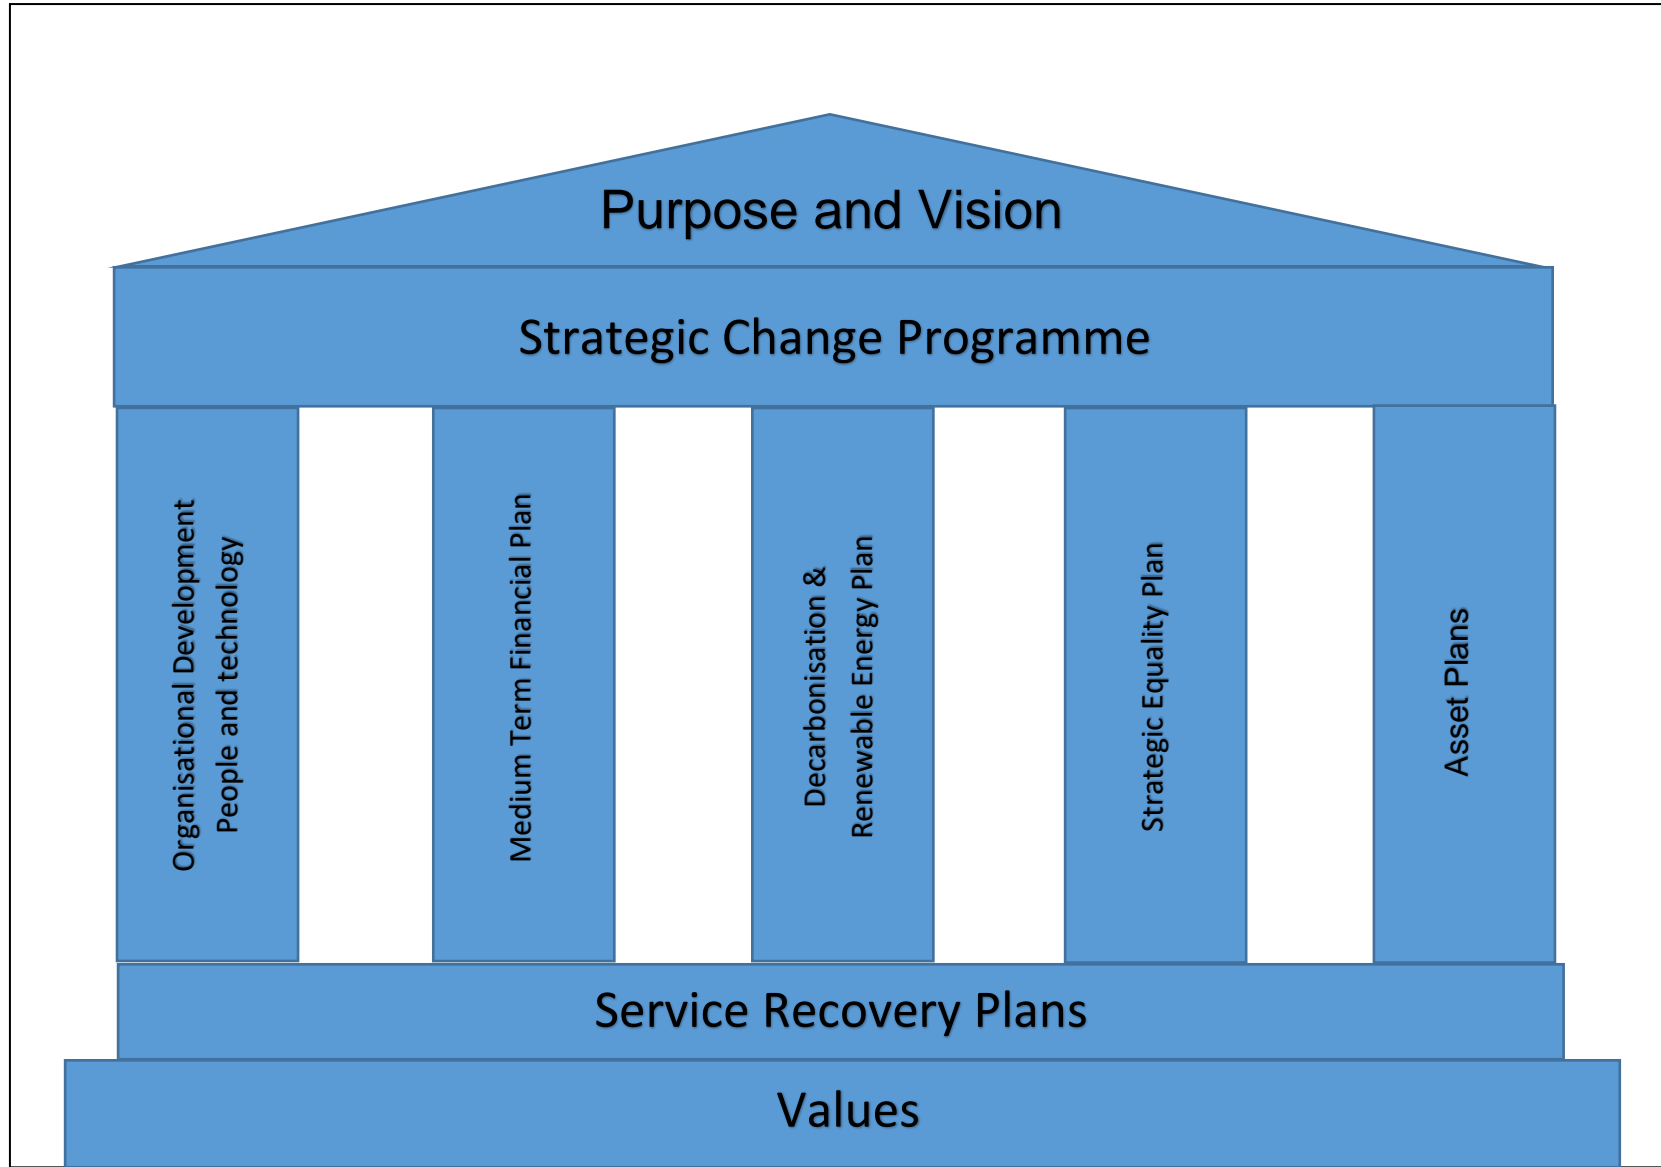 Purpose and Vision
Strategic Change Programme
Organisational Development
People and technology
Medium Term Financial Plan
Decarbonisation &
Renewable Energy Plan
Strategic Equality Plan
Asset Plans
Service Recovery Plans
Values